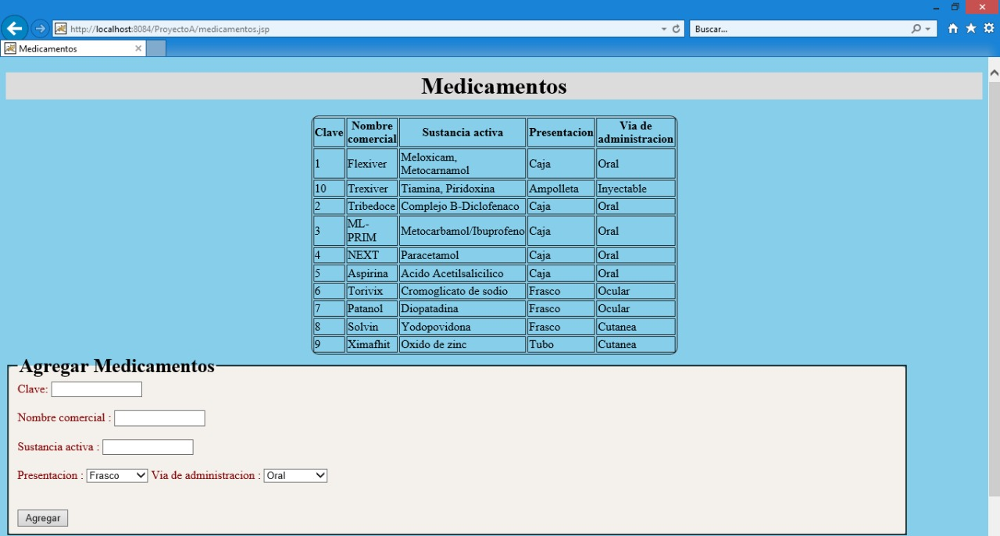 http://localhost:8084/ProyectoA/medicamentos.jsp
Buscar...
Medicamentos
Medicamentos
Clave Nombre comercial Sustancia activa Presentacion Via de administracion
1 Flexiver Meloxicam, Metocarnamol Caja Oral
10 Trexiver Tiamina, Piridoxina Ampolleta Inyectable
2 Tribedoce Complejo B-Diclofenaco Caja Oral
3 ML-PRIM Metocarbamol/Ibuprofeno Caja Oral
4 NEXT Paracetamol Caja Oral
5 Aspirina Acido Acetilsalicilico Caja Oral
6 Torivix Cromoglicato de sodio Frasco Ocular
7 Patanol Diopatadina Frasco Ocular
8 Solvin Yodopovidona Frasco Cutanea
9 Ximafhit Oxido de zinc Tubo Cutanea
Agregar Medicamentos
Clave:
Nombre comercial :
Sustancia activa :
Presentacion : Frasco Via de administracion : Oral
Agregar